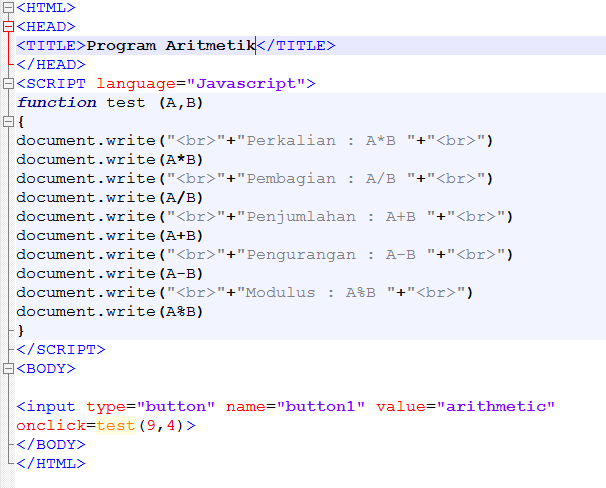 <HTML>
<HEAD>
<TITLE>Program Aritmetik</TITLE>
</HEAD>
<SCRIPT language="Javascript">
function test (A,B)
{
document.write("<br>"+"Perkalian : A*B "+"<br>")
document.write(A*B)
document.write("<br>"+"Pembagian : A/B "+"<br>")
document.write(A/B)
document.write("<br>"+"Penjumlahan : A+B "+"<br>")
document.write(A+B)
document.write("<br>"+"Pengurangan : A-B "+"<br>")
document.write(A-B)
document.write("<br>"+"Modulus : A%B "+"<br>")
document.write(A%B)
}
</SCRIPT>
<BODY>
<input type="button" name="button1" value="arithmetic"
onclick=test(9,4)>
</BODY>
</HTML>